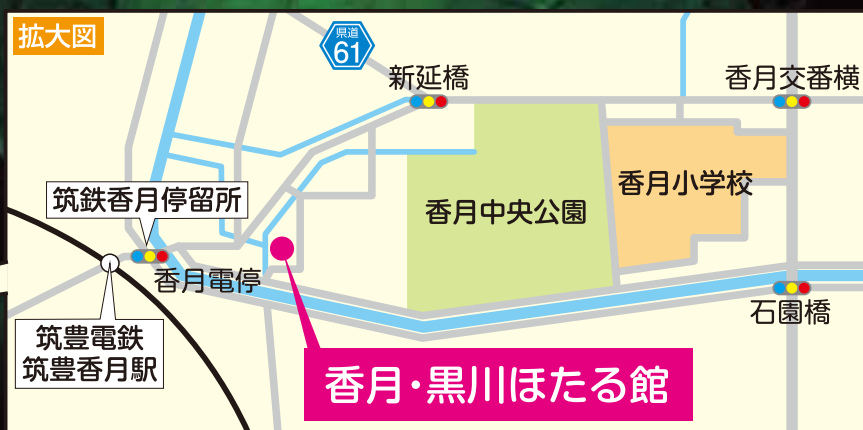 拡大図
県道
61
新延橋
香月交番横
筑鉄香月停留所
香月中央公園
香月小学校
香月電停
石園橋
筑豊電鉄
筑豊香月駅
香月・黒川ほたる館